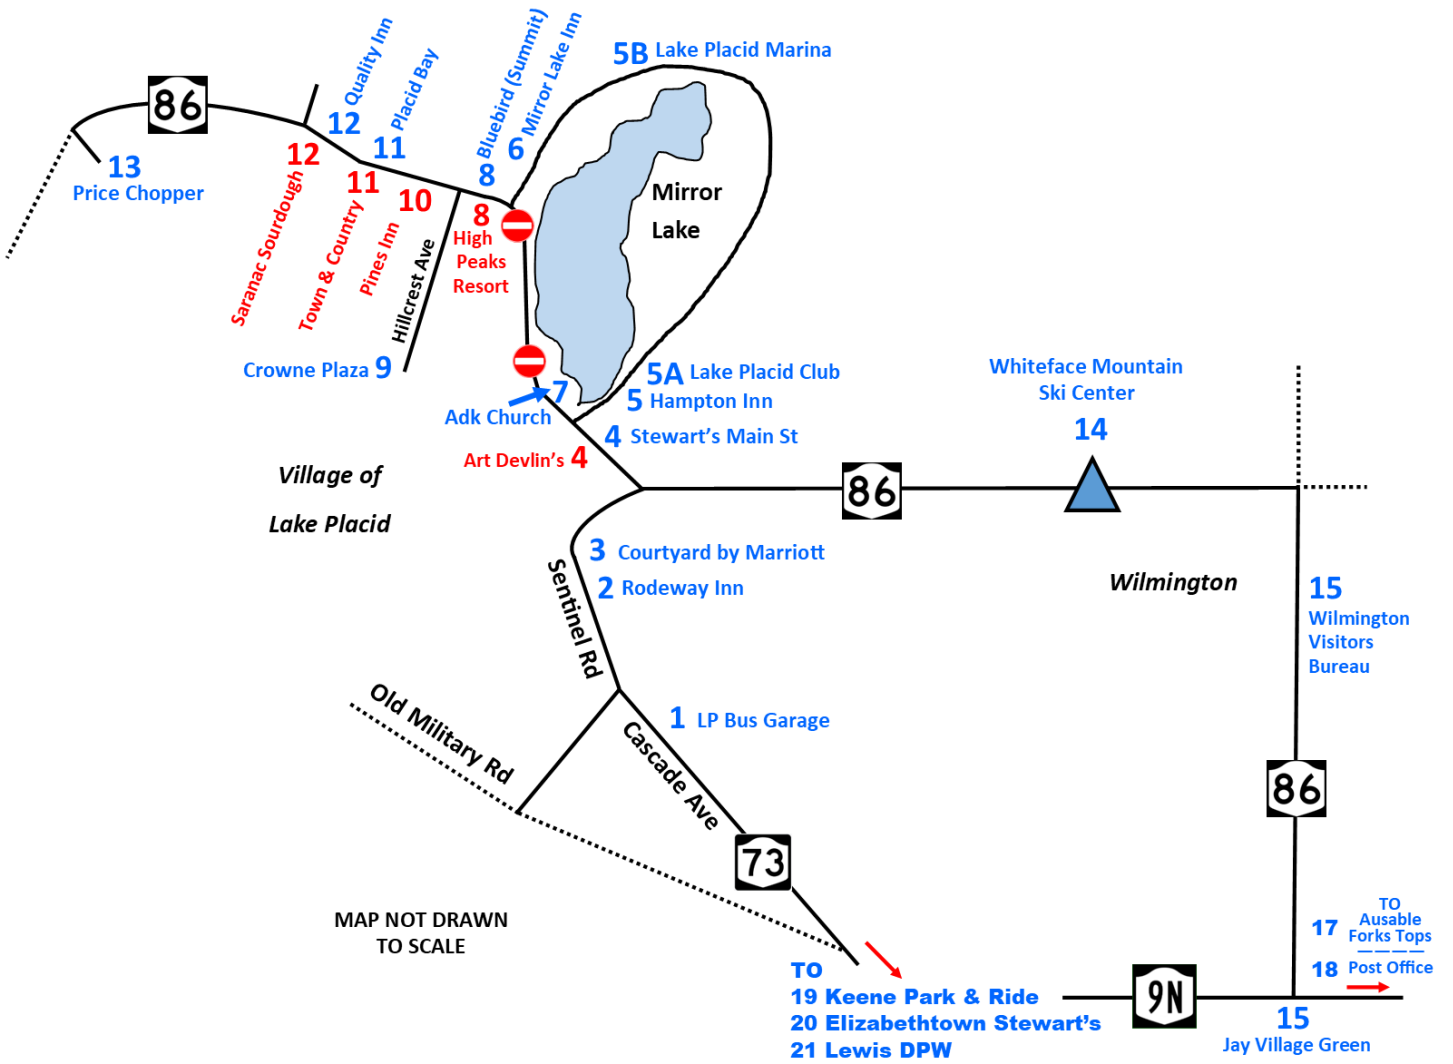 5B Lake Placid Marina
12 Quality Inn
11 Placid Bay
8 Bluebird (Summit)
6 Mirror Lake Inn
86
13
Price Chopper
12
Saranac Sourdough
11
Town & Country
10
Pines Inn
Hillcrest Ave
8
High
Peaks
Resort
Mirror
Lake
Crowne Plaza 9
7
Adk Church
5A Lake Placid Club
5 Hampton Inn
4 Stewart's Main St
Art Devlin's 4
Whiteface Mountain
Ski Center
14
Village of
Lake Placid
86
3 Courtyard by Marriott
2 Rodeway Inn
Sentinel Rd
Wilmington
15
Wilmington
Visitors
Bureau
Old Military Rd
1 LP Bus Garage
Cascade Ave
86
73
MAP NOT DRAWN
TO SCALE
TO
19 Keene Park & Ride
20 Elizabethtown Stewart's
21 Lewis DPW
9N
17
TO
Ausable
Forks Tops
18 Post Office
15
Jay Village Green